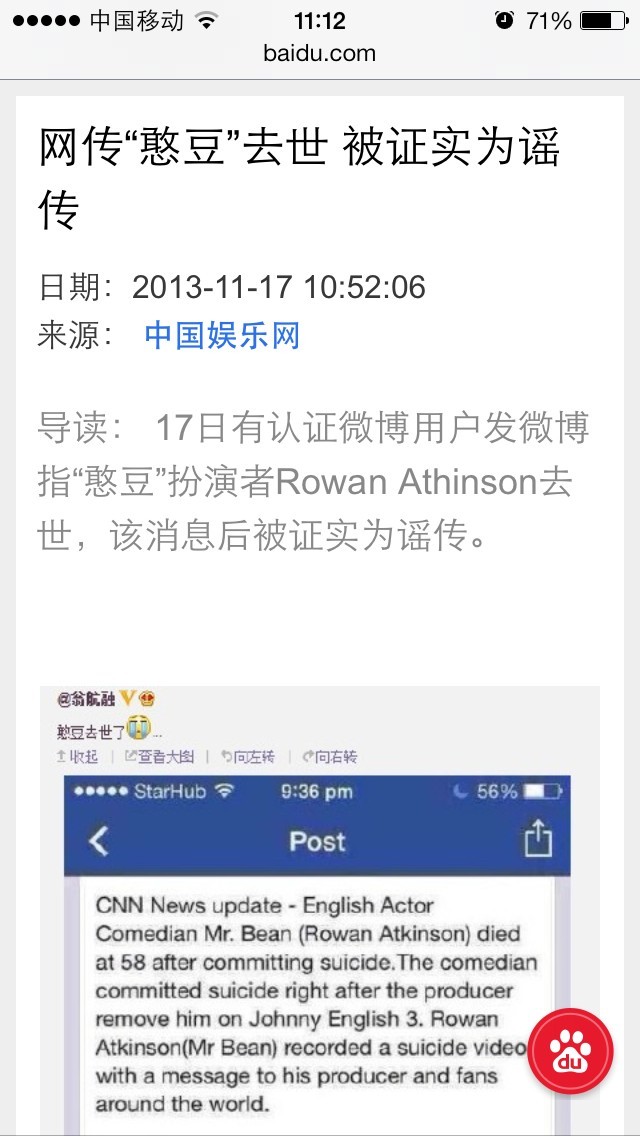 中国移动 11:12 71%
baidu.com
网传“憨豆”去世 被证实为谣
传
日期： 2013-11-17 10:52:06
来源： 中国娱乐网
导读： 17日有认证微博用户发微博
指“憨豆”扮演者Rowan Athinson去
世，该消息后被证实为谣传。
@翁航融
憨豆去世了...
收起 | 查看大图 | 向左转 | 向右转
StarHub 9:36 pm 56%
Post
CNN News update - English Actor
Comedian Mr. Bean (Rowan Atkinson) died
at 58 after committing suicide.The comedian
committed suicide right after the producer
remove him on Johnny English 3. Rowan
Atkinson(Mr Bean) recorded a suicide video
with a message to his producer and fans
around the world.
du